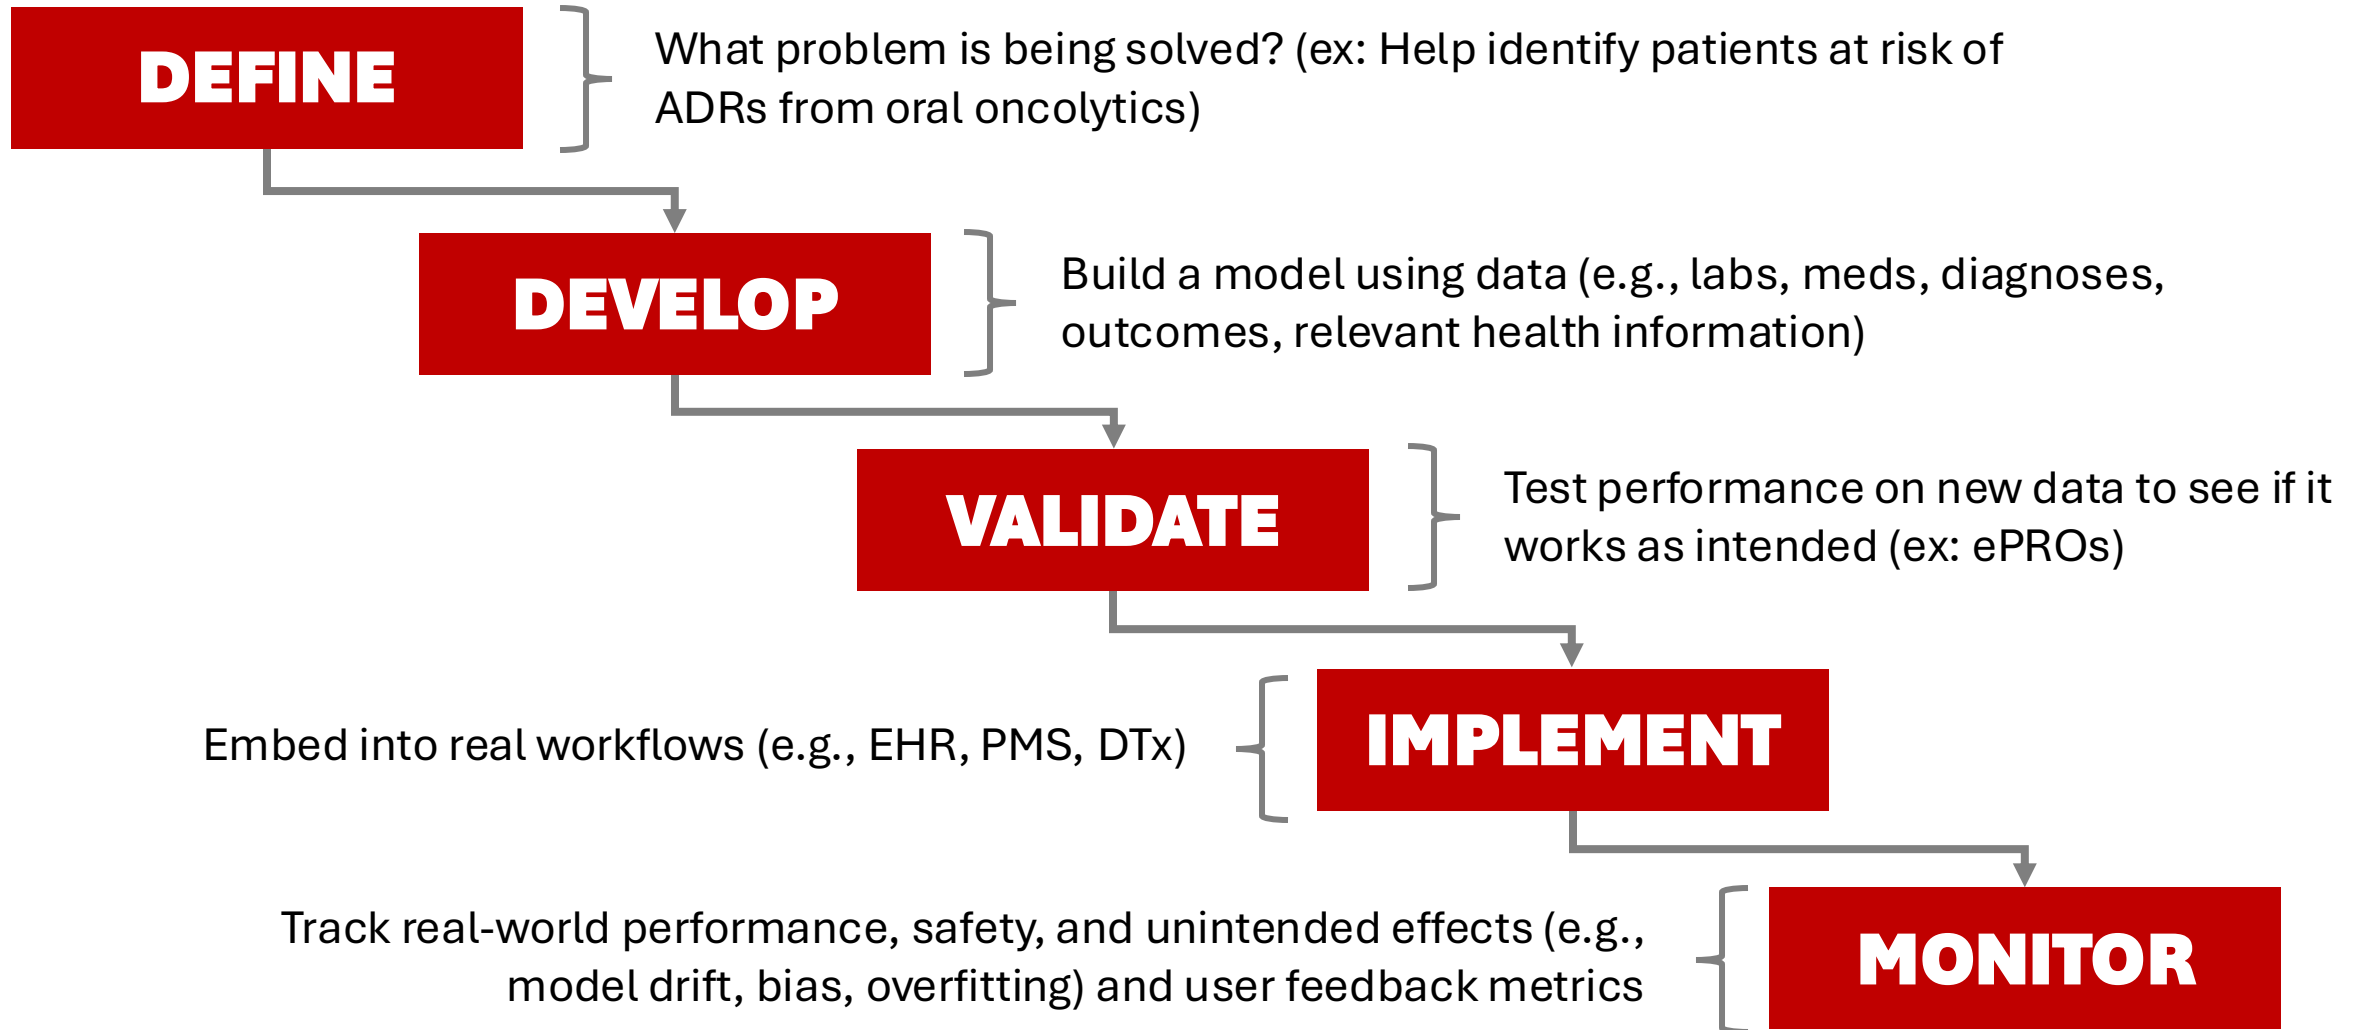 DEFINE
What problem is being solved? (ex: Help identify patients at risk of
ADRs from oral oncolytics)
DEVELOP
Build a model using data (e.g., labs, meds, diagnoses,
outcomes, relevant health information)
VALIDATE
Test performance on new data to see if it
works as intended (ex: ePROs)
IMPLEMENT
Embed into real workflows (e.g., EHR, PMS, DTx)
MONITOR
Track real-world performance, safety, and unintended effects (e.g.,
model drift, bias, overfitting) and user feedback metrics